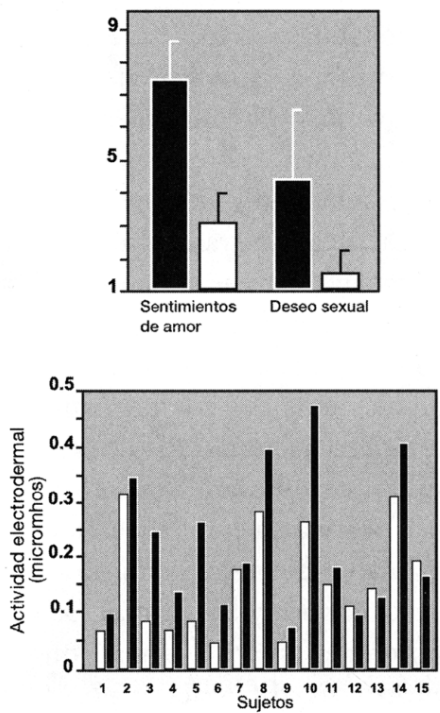 9
5
1
Sentimientos
de amor
Deseo sexual
0.5
0.4
0.3
0.2
0.1
0
Actividad electrodermal
(micromhos)
1 2 3 4 5 6 7 8 9 10 11 12 13 14 15
Sujetos